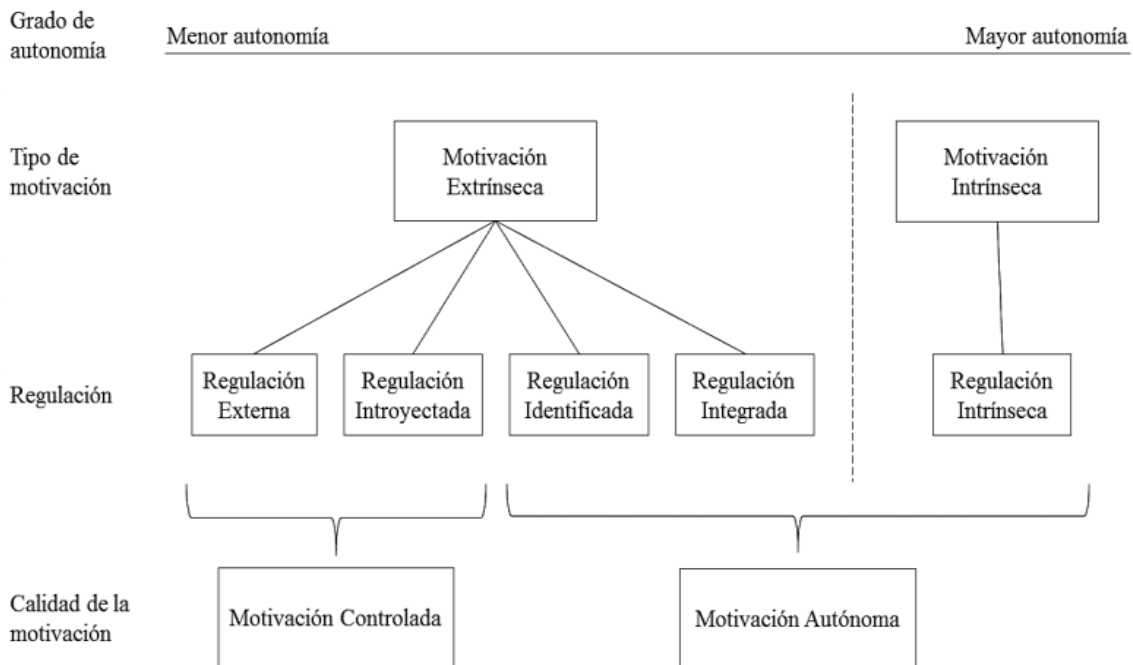 Grado de
autonomía
Menor autonomía
Mayor autonomía
Tipo de
motivación
Motivación
Extrínseca
Motivación
Intrínseca
Regulación
Regulación
Externa
Regulación
Introyectada
Regulación
Identificada
Regulación
Integrada
Regulación
Intrínseca
Calidad de la
motivación
Motivación Controlada
Motivación Autónoma